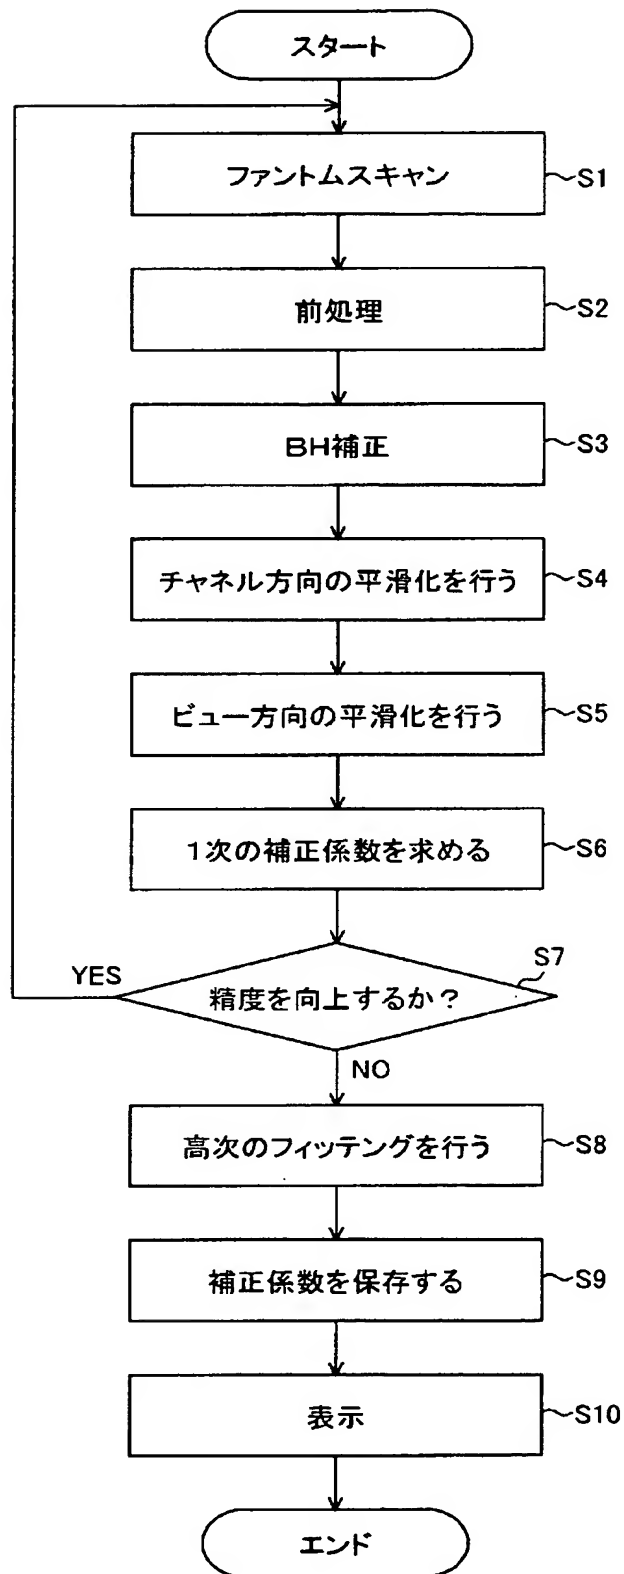 スタート
ファントムスキャン
～S1
前処理
～S2
BH補正
～S3
チャネル方向の平滑化を行う
～S4
ビュー方向の平滑化を行う
～S5
1次の補正係数を求める
～S6
YES
精度を向上するか?
S7
NO
高次のフィッテングを行う
～S8
補正係数を保存する
～S9
表示
～S10
エンド